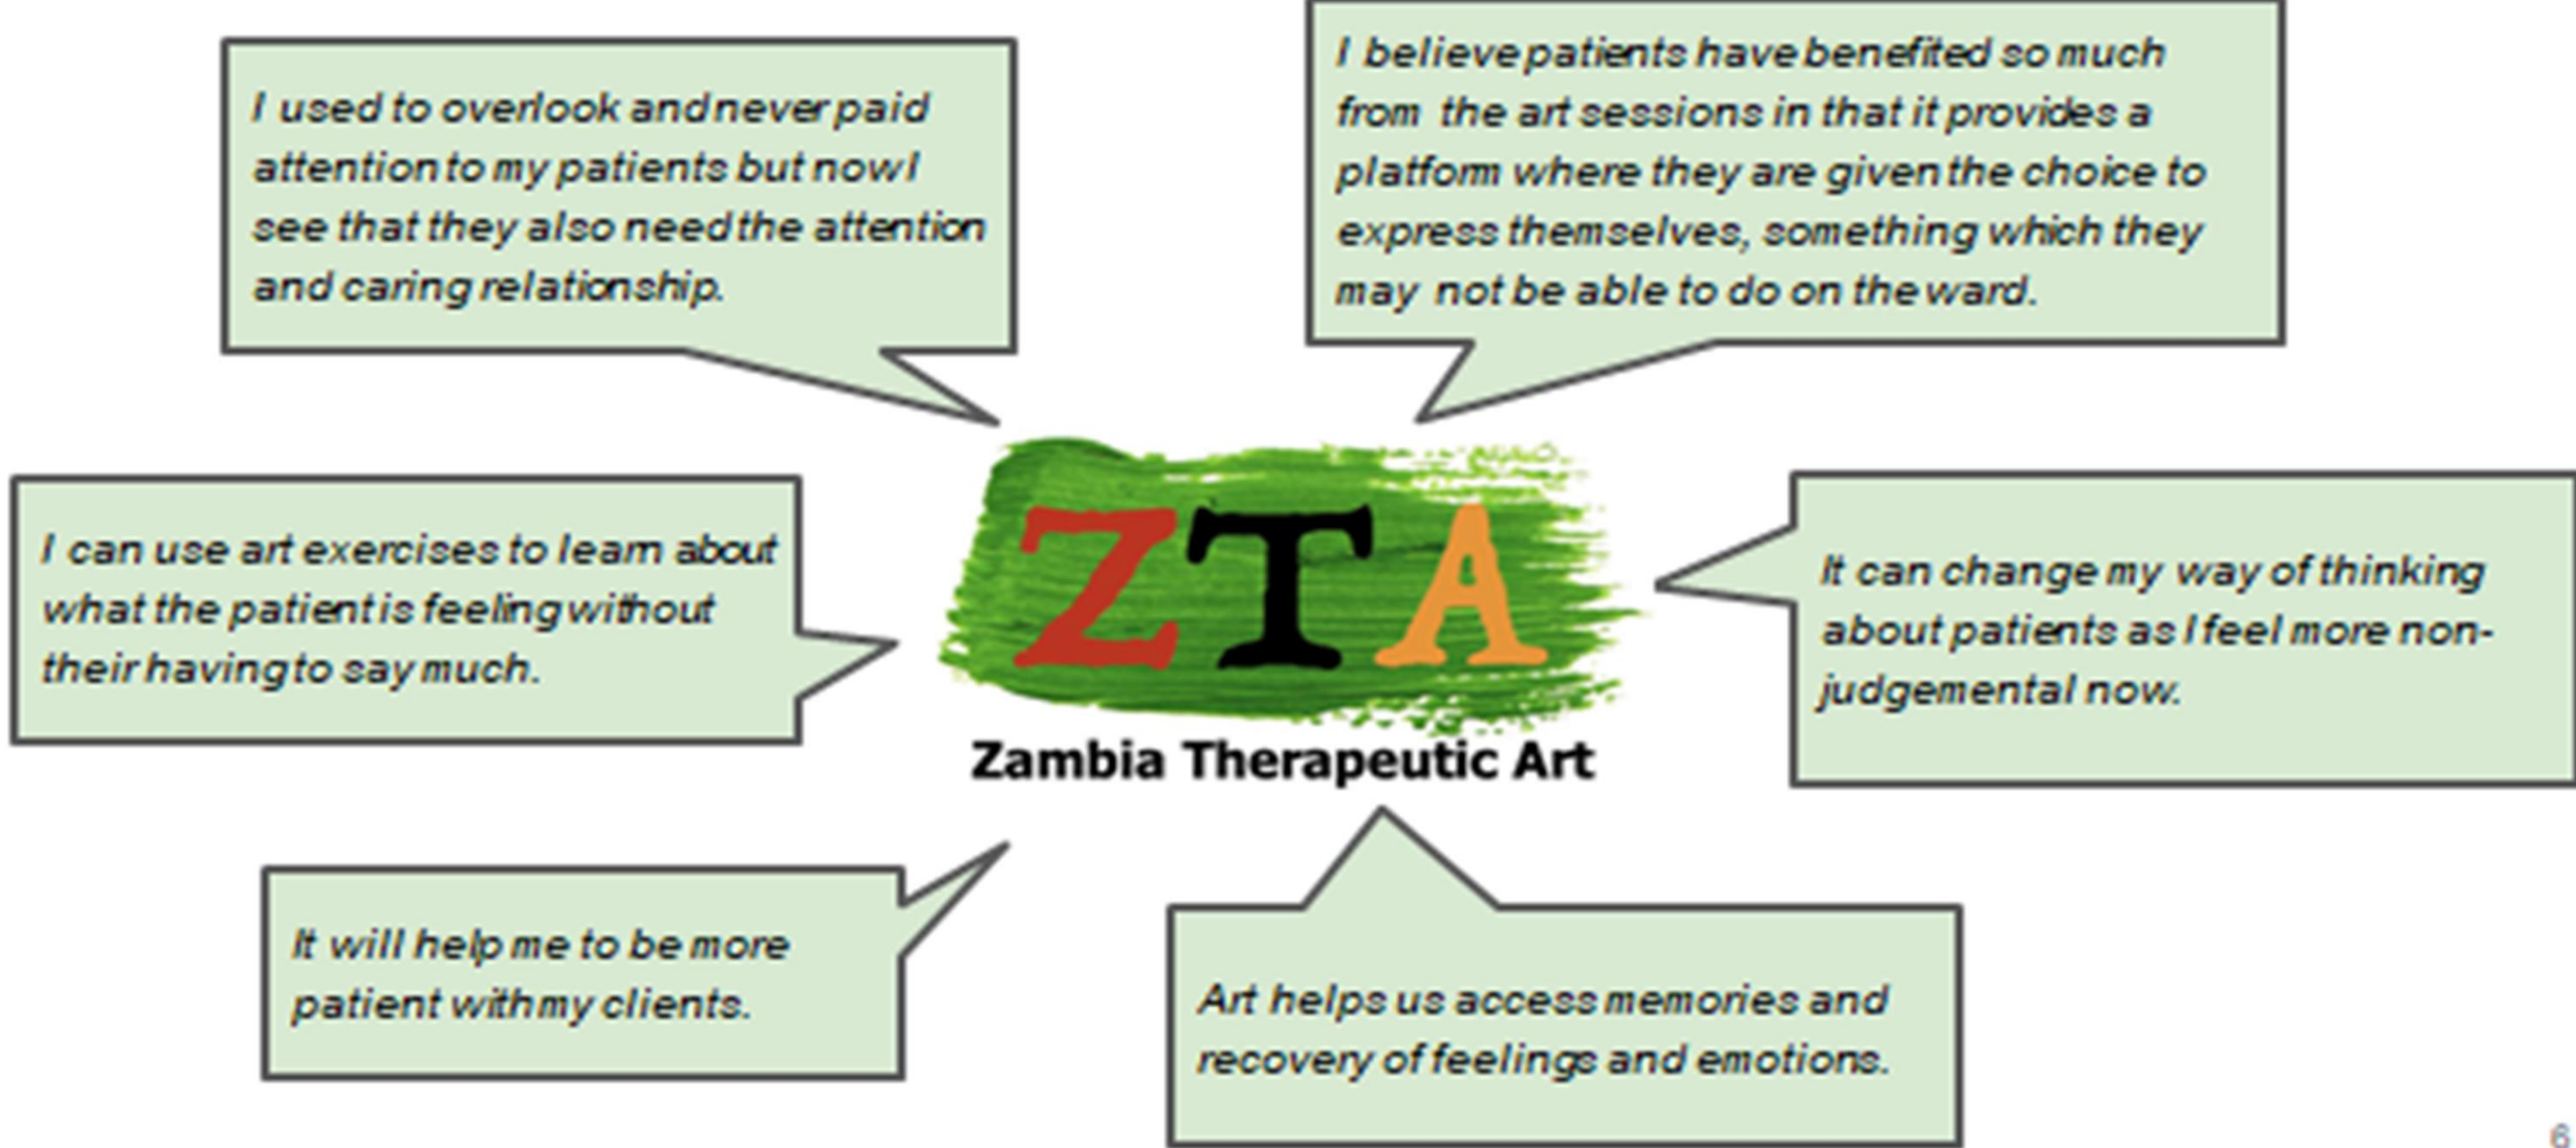 I used to overlook and never paid
attention to my patients but now I
see that they also need the attention
and caring relationship.
I believe patients have benefited so much
from the art sessions in that it provides a
platform where they are given the choice to
express themselves, something which they
may not be able to do on the ward.
I can use art exercises to learn about
what the patient is feeling without
their having to say much.
ZTA
Zambia Therapeutic Art
It can change my way of thinking
about patients as I feel more non-
judgemental now.
It will help me to be more
patient with my clients.
Art helps us access memories and
recovery of feelings and emotions.
6